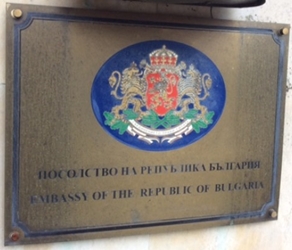 ПОСОЛСТВО НА РЕПУБЛИКА БЪЛГАРИЯ
EMBASSY OF THE REPUBLIC OF BULGARIA